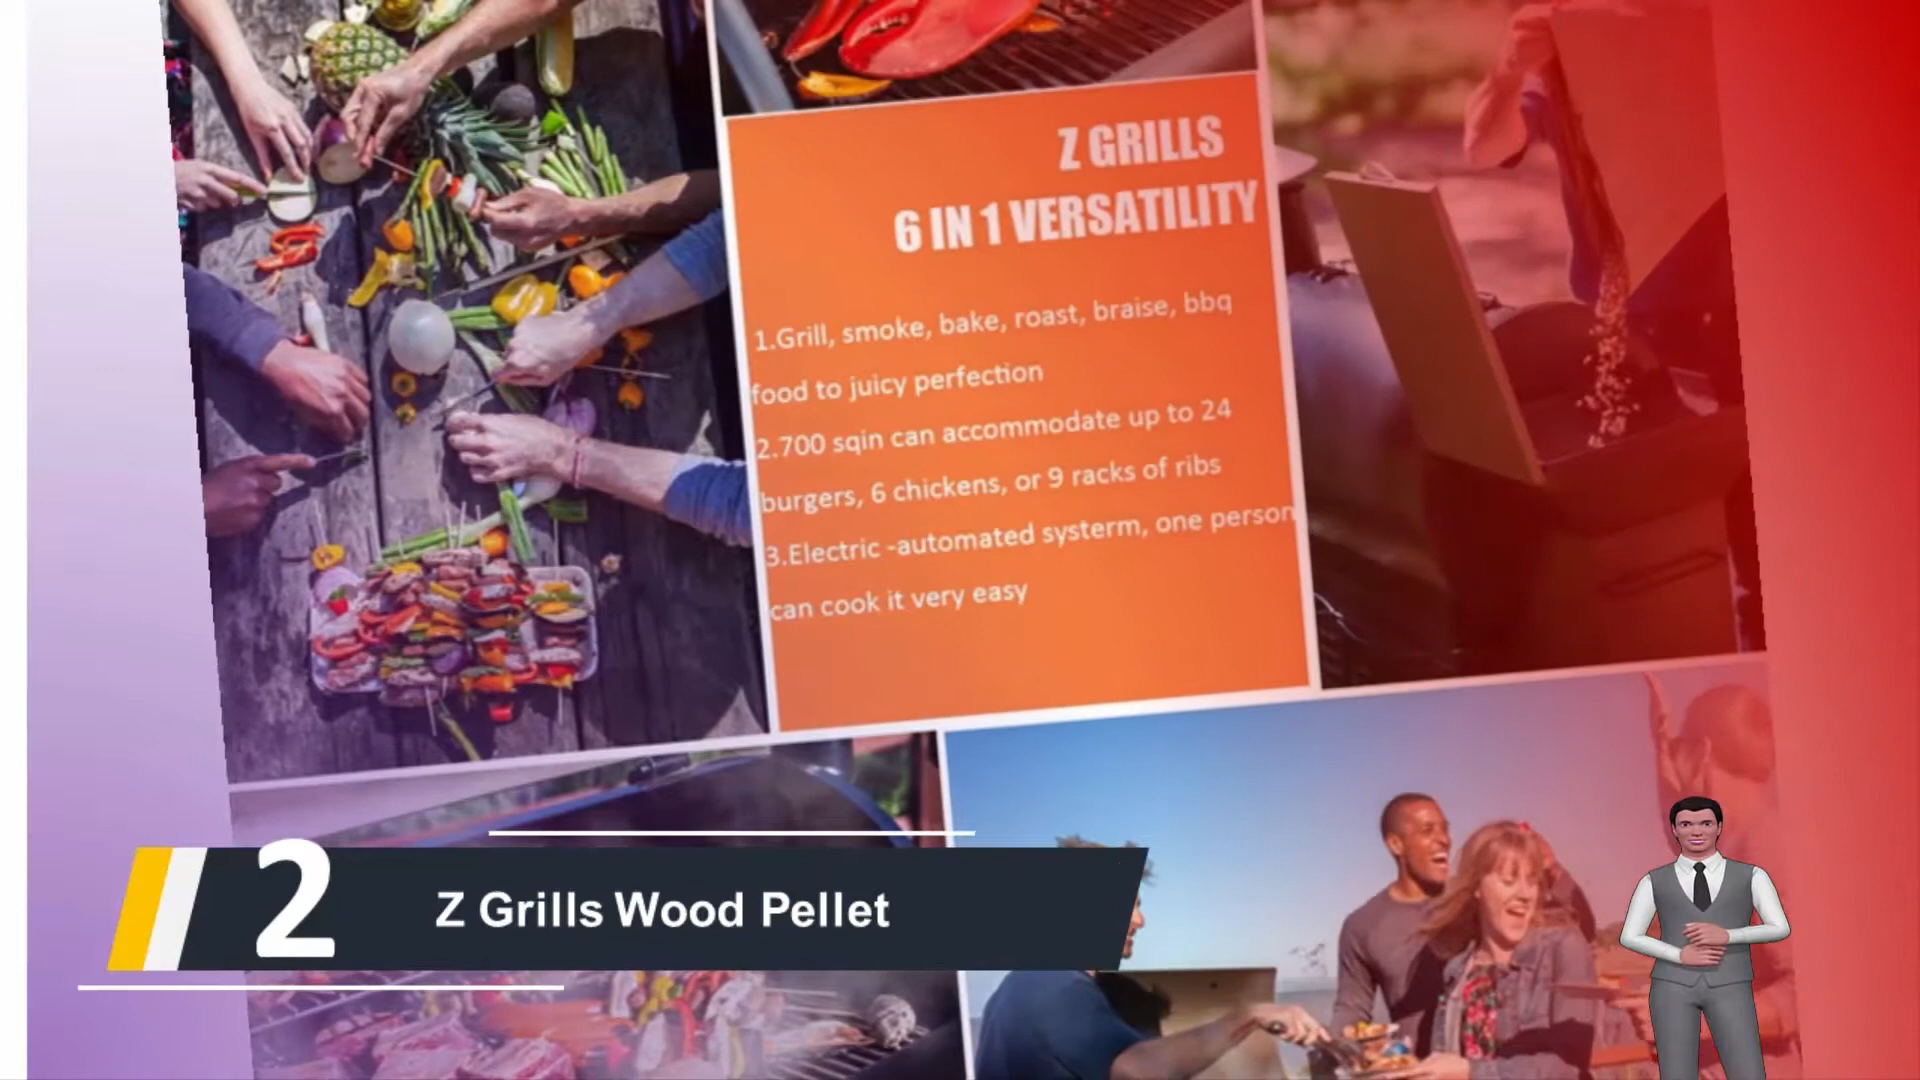 Z GRILLS
6 IN 1 VERSATILITY
1.Grill, smoke, bake, roast, braise, bbq
food to juicy perfection
2.700 sqin can accommodate up to 24
burgers, 6 chickens, or 9 racks of ribs
3.Electric -automated systerm, one person
can cook it very easy
2
Z Grills Wood Pellet